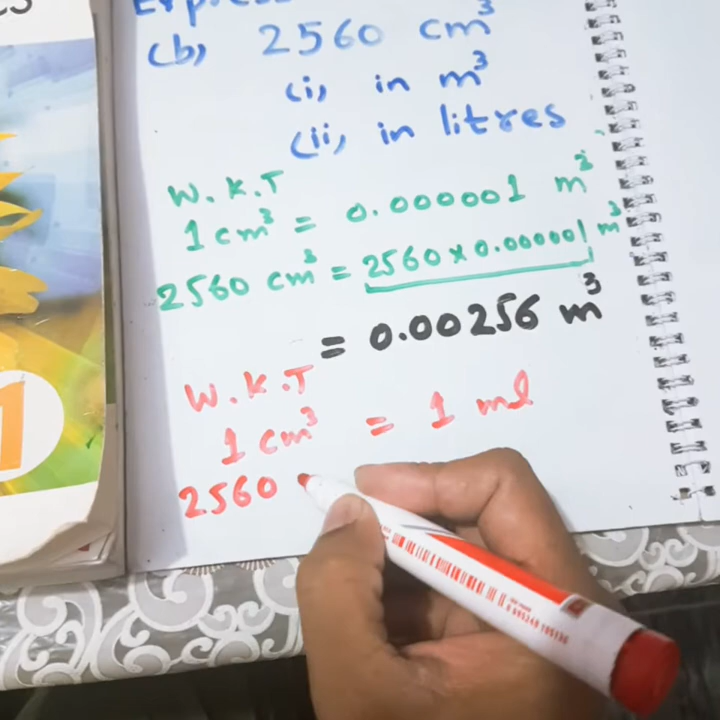 (b) 2560 cm³
(i) in m³
(ii) in litres
W.K.T
1 cm³ = 0.000001 m³
2560 cm³ = 2560 × 0.000001 m³
= 0.00256 m³
W.K.T
1 cm³ = 1 ml
2560
1